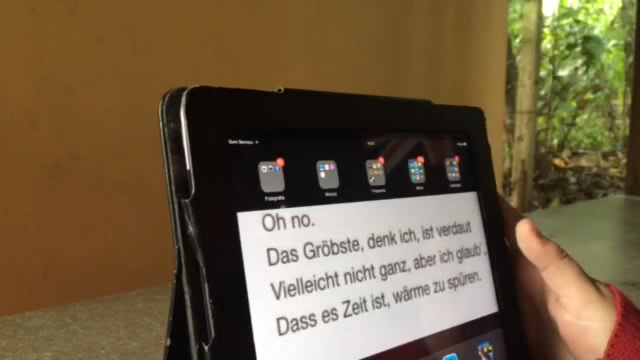 Fotografia
Oh no.
Das Gröbste, denk ich, ist verdaut
Vielleicht nicht ganz, aber ich glaub',
Dass es Zeit ist, wärme zu spüren.